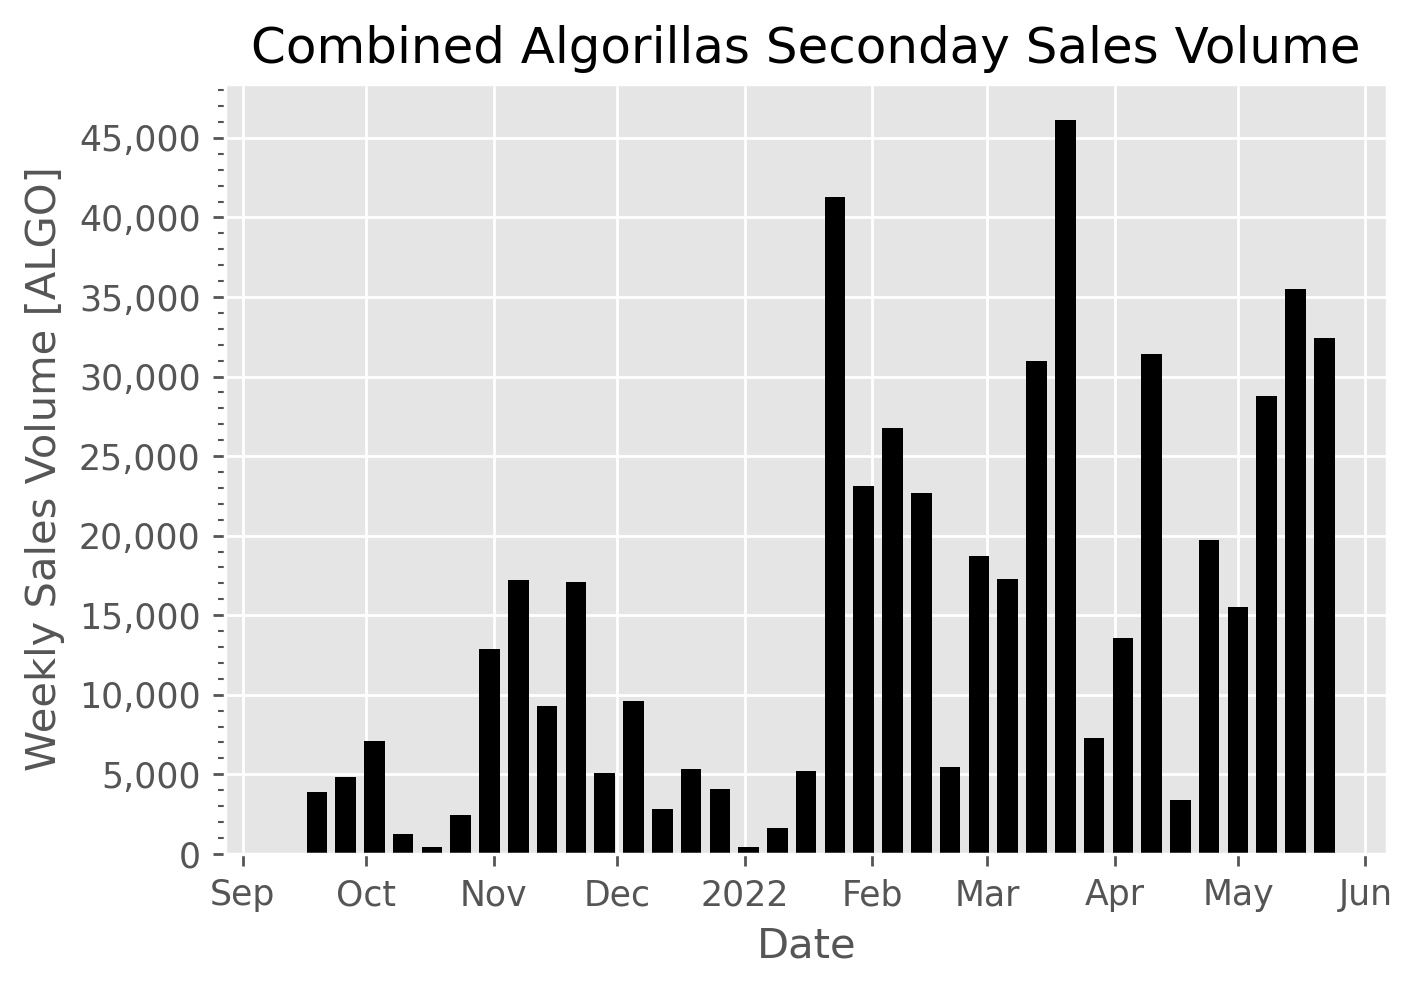 Combined Algorillas Seconday Sales Volume
Weekly Sales Volume [ALGO]
45,000
40,000
35,000
30,000
25,000
20,000
15,000
10,000
5,000
0
Sep Oct Nov Dec 2022 Feb Mar Apr May Jun
Date